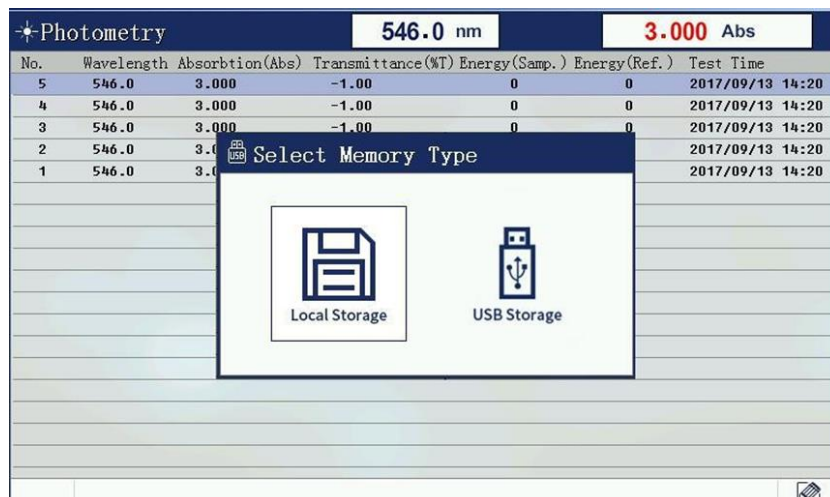 Photometry 546.0 nm 3.000 Abs
No. Wavelength Absorbtion(Abs) Transmittance(%T) Energy(Samp.) Energy(Ref.) Test Time
5 546.0 3.000 -1.00 0 0 2017/09/13 14:20
4 546.0 3.000 -1.00 0 0 2017/09/13 14:20
3 546.0 3.000 -1.00 0 0 2017/09/13 14:20
2 546.0 2017/09/13 14:20
1 546.0 2017/09/13 14:20
USB Select Memory Type
Local Storage USB Storage